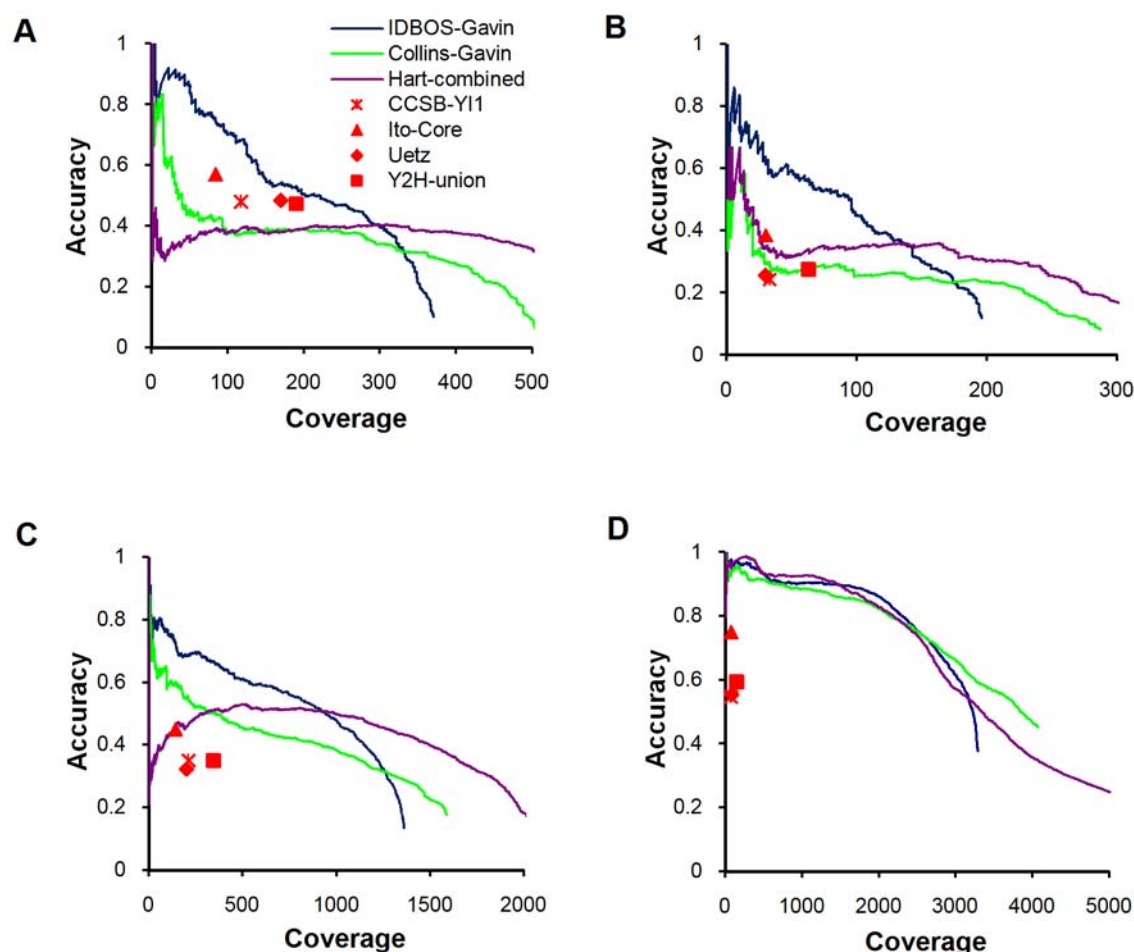 A
IDBOS-Gavin
Collins-Gavin
Hart-combined
CCSB-YI1
Ito-Core
Uetz
Y2H-union
Accuracy
1
0.8
0.6
0.4
0.2
0
0 100 200 300 400 500
Coverage
B
Accuracy
1
0.8
0.6
0.4
0.2
0
0 100 200 300
Coverage
C
Accuracy
1
0.8
0.6
0.4
0.2
0
0 500 1000 1500 2000
Coverage
D
Accuracy
1
0.8
0.6
0.4
0.2
0
0 1000 2000 3000 4000 5000
Coverage